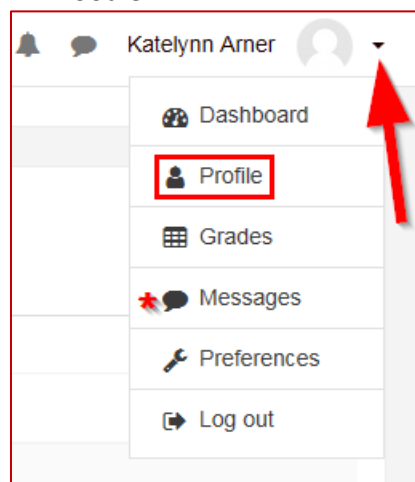 Katelynn Arner
Dashboard
Profile
Grades
* Messages
Preferences
Log out